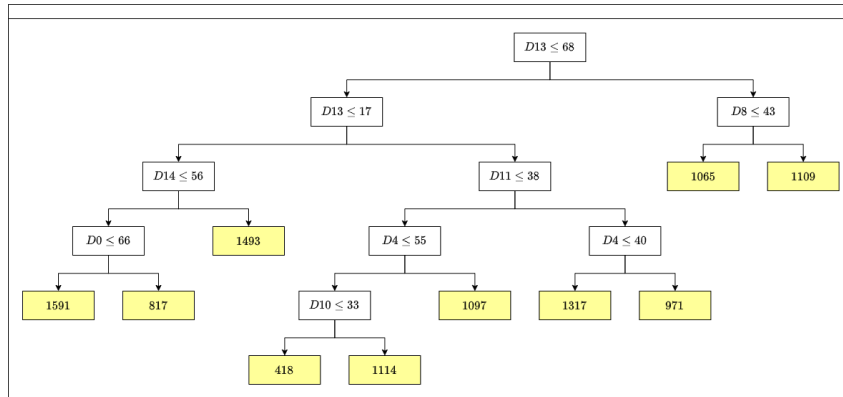 D13 ≤ 68
D13 ≤ 17
D8 ≤ 43
D14 ≤ 56
D11 ≤ 38
1065
1109
D0 ≤ 66
1493
D4 ≤ 55
D4 ≤ 40
1591
817
D10 ≤ 33
1097
1317
971
418
1114